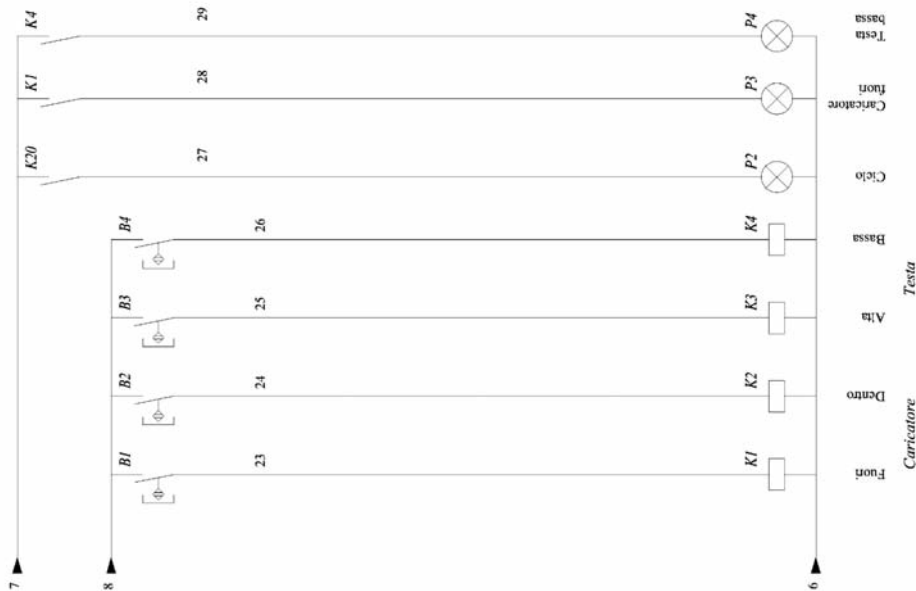 K4
K1
K20
B4
B3
B2
B1
29
28
27
26
25
24
23
P4
P3
P2
K4
K3
K2
K1
Testa
bassa
Caricatore
fuori
Ciclo
Bassa
Alta
Dentro
Fuori
Testa
Caricatore
7
8
6